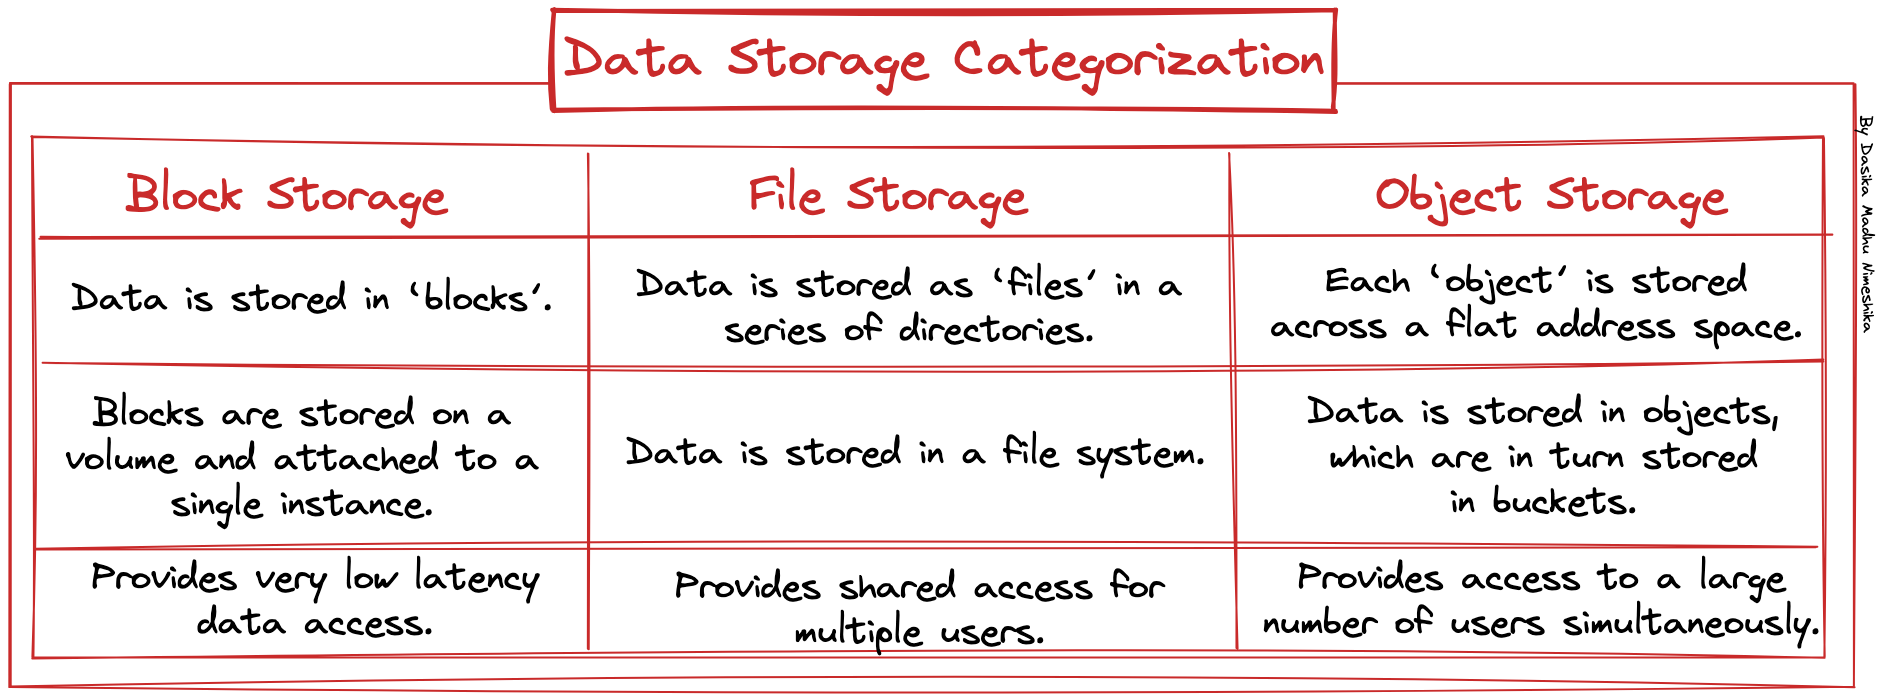 Data Storage Categorization
By Dasika Madhu Nimeshika
Block Storage
File Storage
Object Storage
Data is stored in ‘blocks’.
Data is stored as ‘files’ in a
series of directories.
Each ‘object’ is stored
across a flat address space.
Blocks are stored on a
volume and attached to a
single instance.
Data is stored in a file system.
Data is stored in objects,
which are in turn stored
in buckets.
Provides very low latency
data access.
Provides shared access for
multiple users.
Provides access to a large
number of users simultaneously.